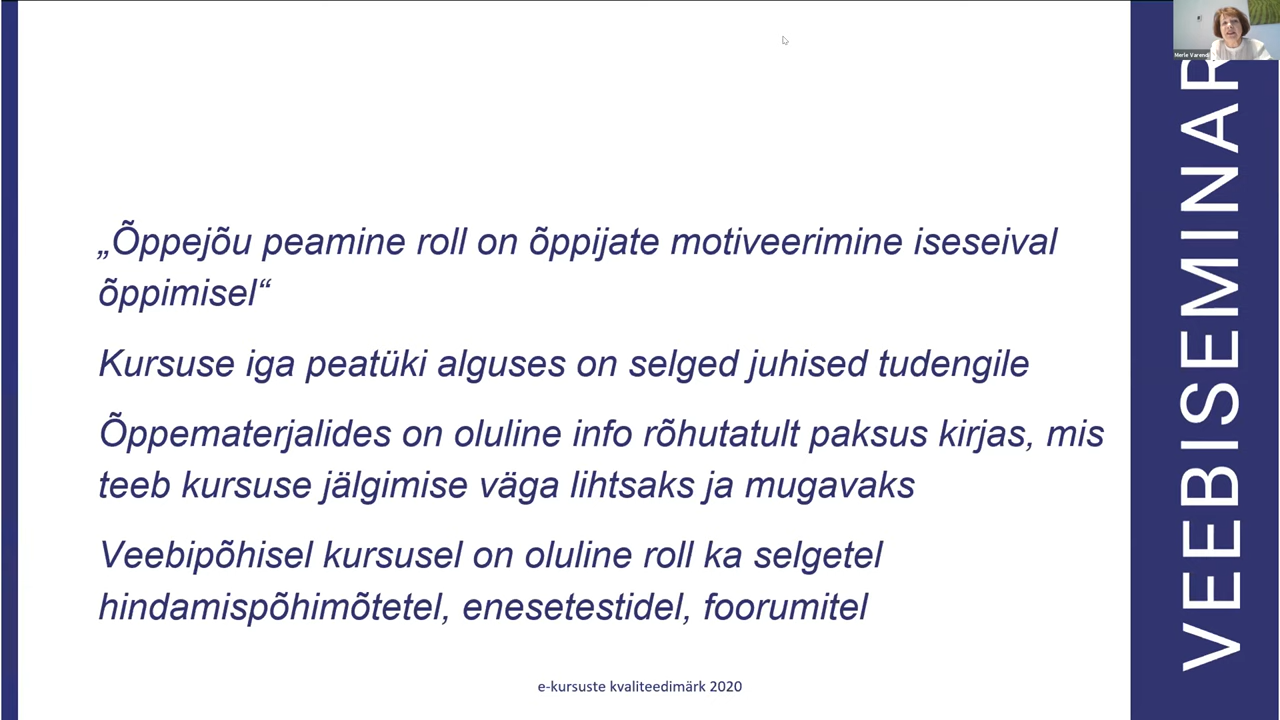 „Õppejõu peamine roll on õppijate motiveerimine iseseival
õppimisel“
Kursuse iga peatüki alguses on selged juhised tudengile
Õppematerjalides on oluline info rõhutatult paksus kirjas, mis
teeb kursuse jälgimise väga lihtsaks ja mugavaks
Veebipõhisel kursusel on oluline roll ka selgetel
hindamispõhimõtetel, enesetestidel, foorumitel
e-kursuste kvaliteedimärk 2020
VEEBISEMINAR
Merle Varend